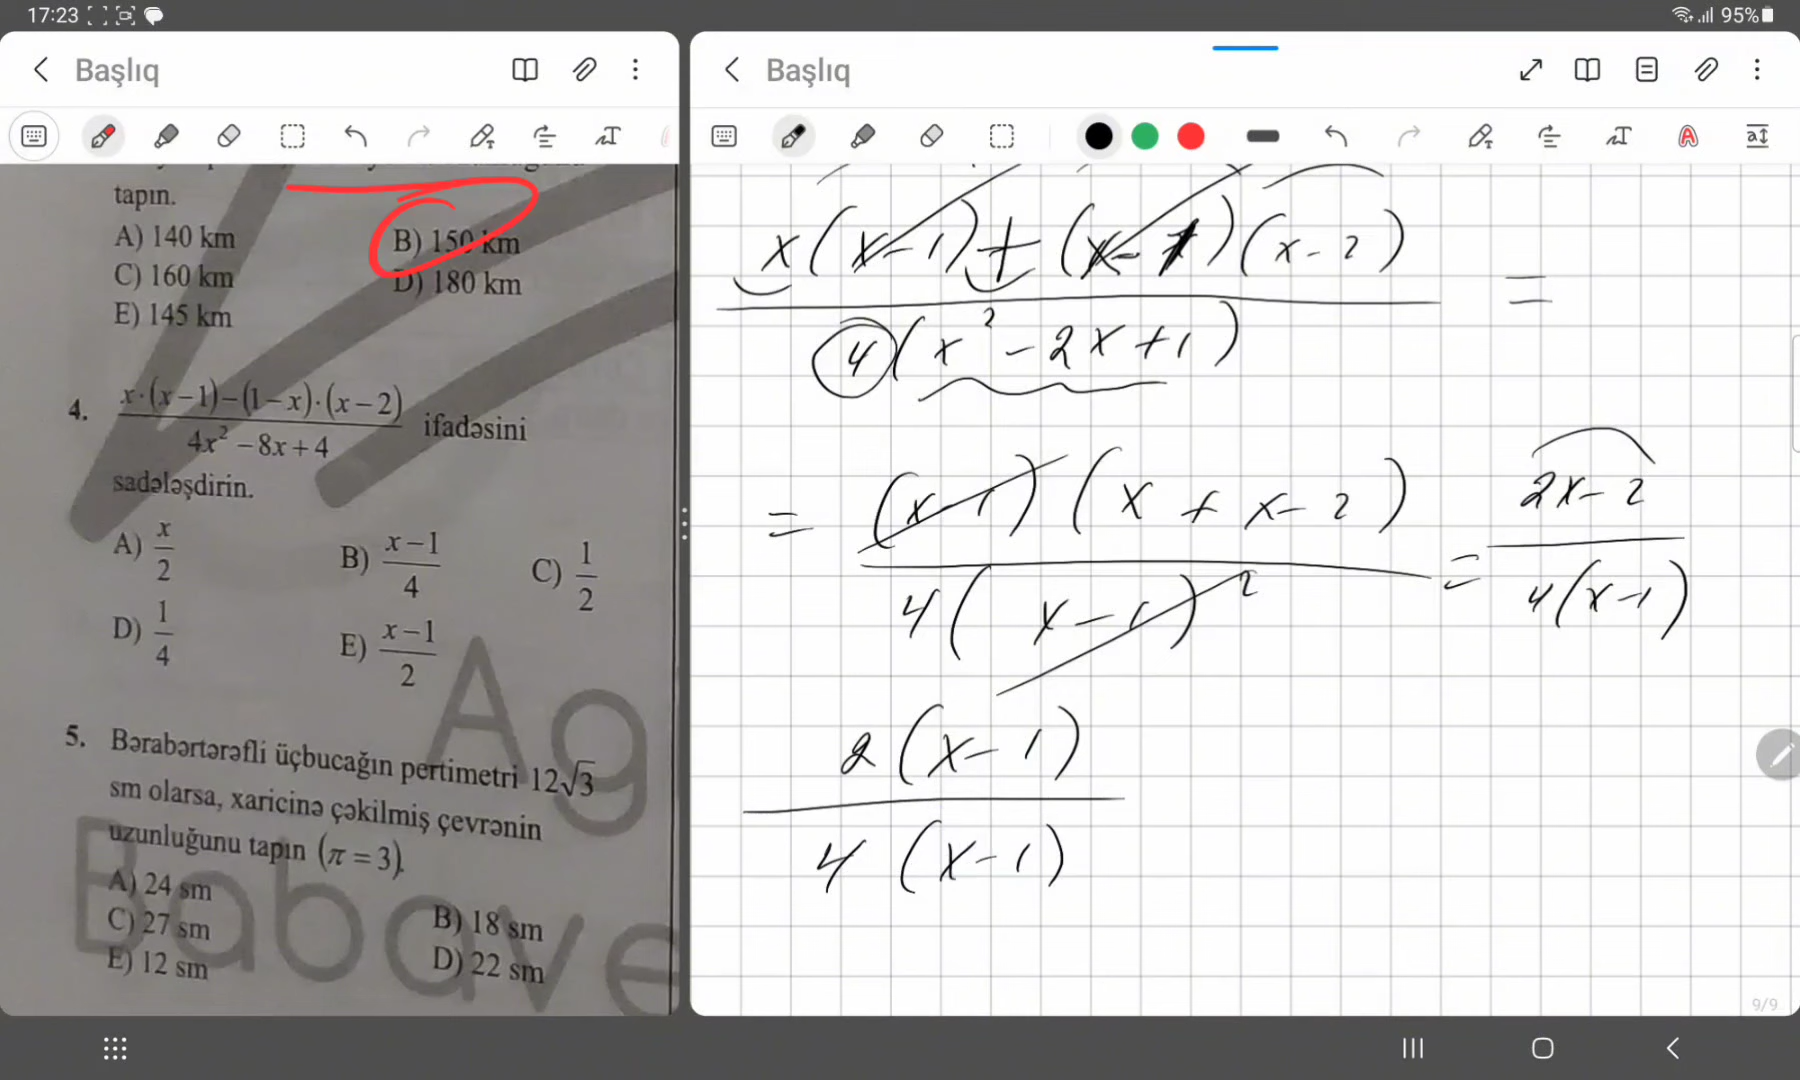 17:23
95%
Başlıq
tapın.
A) 140 km
B) 150 km
C) 160 km
D) 180 km
E) 145 km
4. x·(x−1)−(1−x)·(x−2) / 4x² −8x+4 ifadəsini
sadələşdirin.
A) x/2
B) x−1/4
C) 1/2
D) 1/4
E) x−1/2
5. Bərabərtərəfli üçbucağın pertimetri 12√3
sm olarsa, xaricinə çəkilmiş çevrənin
uzunluğunu tapın (π = 3).
A) 24 sm
B) 18 sm
C) 27 sm
D) 22 sm
E) 12 sm
Ag
Babave
Başlıq
x(x−1)+(x−1)(x−2) / 4(x²−2x+1) =
= (x−1)(x+x−2) / 4(x−1)² = 2x−2 / 4(x−1)
2(x−1) / 4(x−1)
9/9